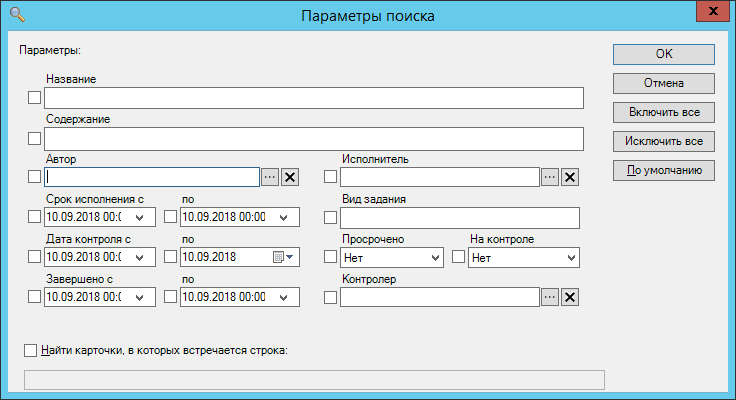 Параметры поиска
Параметры:
OK
Название
Отмена
Включить все
Содержание
Исключить все
Автор
Исполнитель
...
...
По умолчанию
Срок исполнения с
по
Вид задания
10.09.2018 00:0
10.09.2018 00:00
Дата контроля с
по
Просрочено
На контроле
10.09.2018 00:0
10.09.2018
Нет
Нет
Завершено с
по
Контролер
10.09.2018 00:0
10.09.2018 00:00
...
Найти карточки, в которых встречается строка: